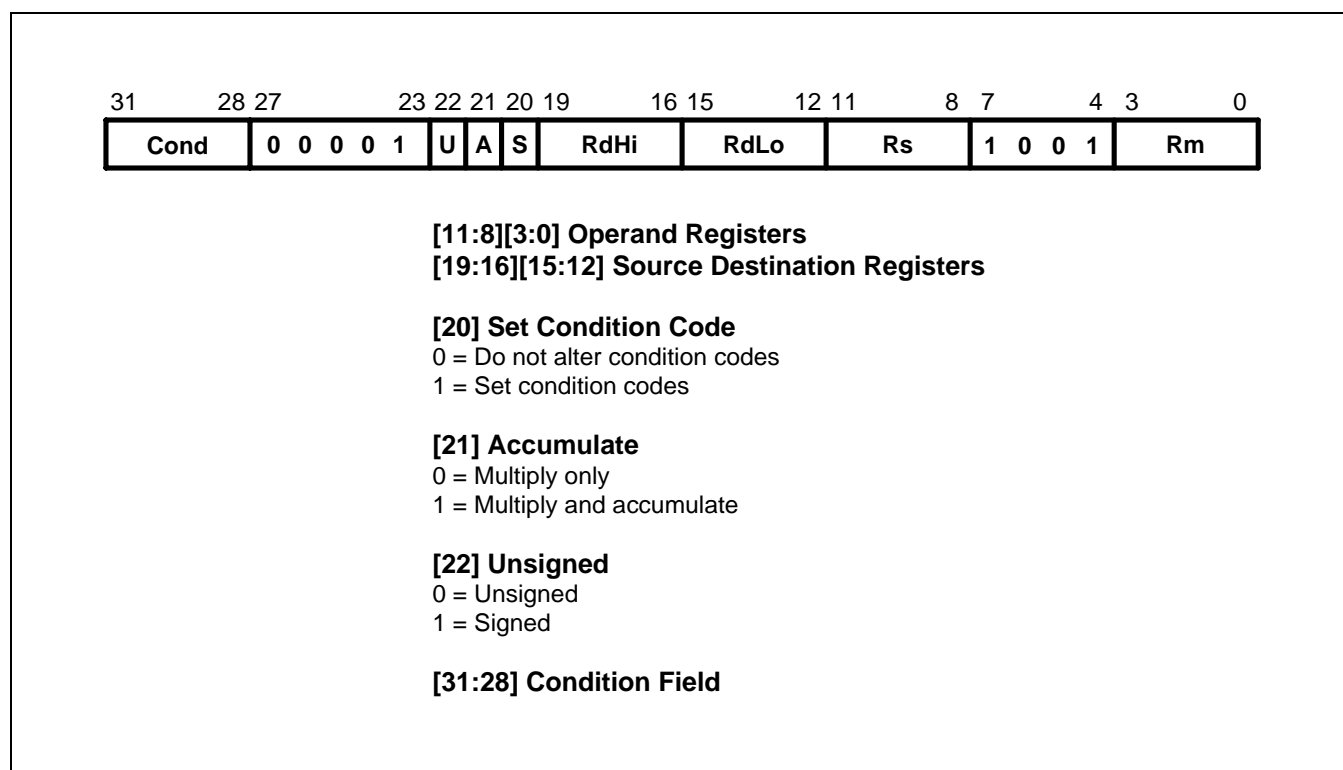 31 28 27 23 22 21 20 19 16 15 12 11 8 7 4 3 0
Cond 0 0 0 0 1 U A S RdHi RdLo Rs 1 0 0 1 Rm
[11:8][3:0] Operand Registers
[19:16][15:12] Source Destination Registers
[20] Set Condition Code
0 = Do not alter condition codes
1 = Set condition codes
[21] Accumulate
0 = Multiply only
1 = Multiply and accumulate
[22] Unsigned
0 = Unsigned
1 = Signed
[31:28] Condition Field